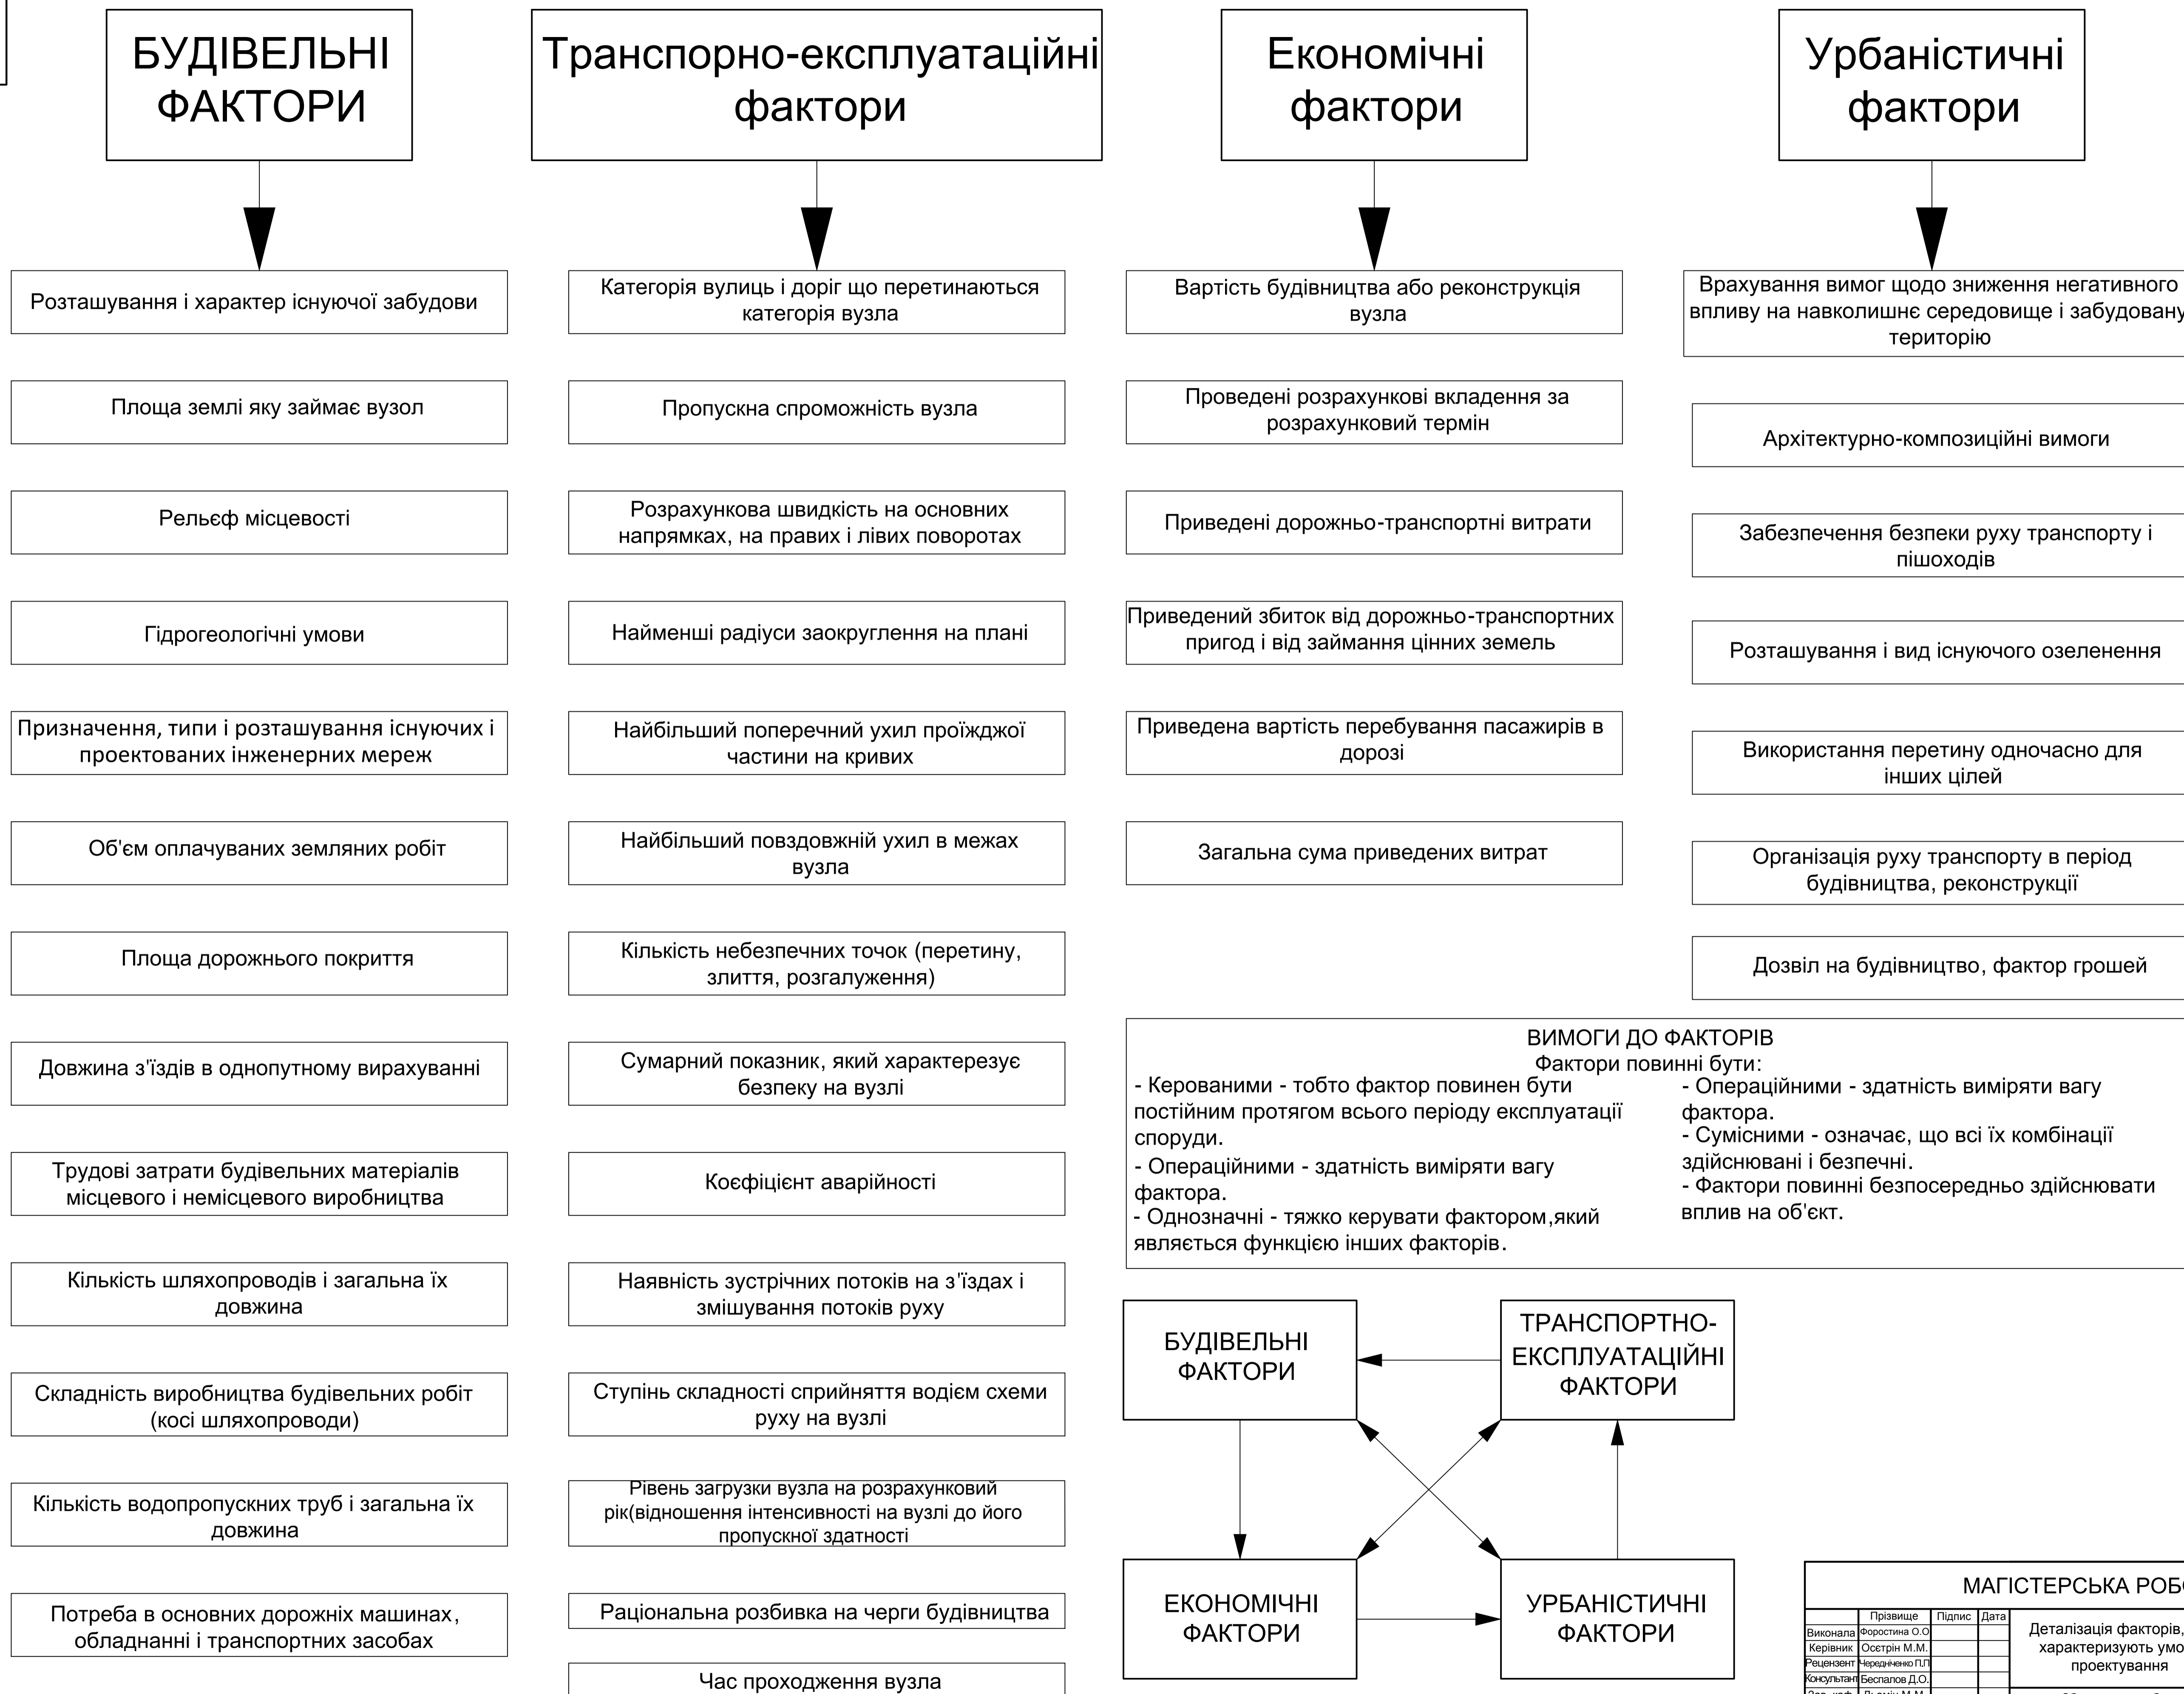 БУДІВЕЛЬНІ
ФАКТОРИ
Розташування і характер існуючої забудови
Площа землі яку займає вузол
Рельєф місцевості
Гідрогеологічні умови
Призначення, типи і розташування існуючих і
проектованих інженерних мереж
Об'єм оплачуваних земляних робіт
Площа дорожнього покриття
Довжина з'їздів в однопутному вирахуванні
Трудові затрати будівельних матеріалів
місцевого і немісцевого виробництва
Кількість шляхопроводів і загальна їх
довжина
Складність виробництва будівельних робіт
(косі шляхопроводи)
Кількість водопропускних труб і загальна їх
довжина
Потреба в основних дорожніх машинах,
обладнанні і транспортних засобах
Транспорно-експлуатаційні
фактори
Категорія вулиць і доріг що перетинаються
категорія вузла
Пропускна спроможність вузла
Розрахункова швидкість на основних
напрямках, на правих і лівих поворотах
Найменші радіуси заокруглення на плані
Найбільший поперечний ухил проїжджої
частини на кривих
Найбільший повздовжній ухил в межах
вузла
Кількість небезпечних точок (перетину,
злиття, розгалуження)
Сумарний показник, який характерезує
безпеку на вузлі
Коєфіцієнт аварійності
Наявність зустрічних потоків на з'їздах і
змішування потоків руху
Ступінь складності сприйняття водієм схеми
руху на вузлі
Рівень загрузки вузла на розрахунковий
рік(відношення інтенсивності на вузлі до його
пропускної здатності
Раціональна розбивка на черги будівництва
Час проходження вузла
Економічні
фактори
Вартість будівництва або реконструкція
вузла
Проведені розрахункові вкладення за
розрахунковий термін
Приведені дорожньо-транспортні витрати
Приведений збиток від дорожньо-транспортних
пригод і від займання цінних земель
Приведена вартість перебування пасажирів в
дорозі
Загальна сума приведених витрат
Урбаністичні
фактори
Врахування вимог щодо зниження негативного
впливу на навколишнє середовище і забудовану
територію
Архітектурно-композиційні вимоги
Забезпечення безпеки руху транспорту і
пішоходів
Розташування і вид існуючого озеленення
Використання перетину одночасно для
інших цілей
Організація руху транспорту в період
будівництва, реконструкції
Дозвіл на будівництво, фактор грошей
ВИМОГИ ДО ФАКТОРІВ
Фактори повинні бути:
- Керованими - тобто фактор повинен бути
постійним протягом всього періоду експлуатації
споруди.
- Операційними - здатність виміряти вагу
фактора.
- Однозначні - тяжко керувати фактором,який
являється функцією інших факторів.
- Операційними - здатність виміряти вагу
фактора.
- Сумісними - означає, що всі їх комбінації
здійснювані і безпечні.
- Фактори повинні безпосередньо здійснювати
вплив на об'єкт.
БУДІВЕЛЬНІ
ФАКТОРИ
ТРАНСПОРТНО-
ЕКСПЛУАТАЦІЙНІ
ФАКТОРИ
ЕКОНОМІЧНІ
ФАКТОРИ
УРБАНІСТИЧНІ
ФАКТОРИ
МАГІСТЕРСЬКА
Прізвище Підпис Дата
Виконала Форостина О.О
Керівник Осєтрін М.М.
Рецензент Чередніченко П.П
Консультант Беспалов Д.О.
Деталізація факторів,
характеризують
проектування